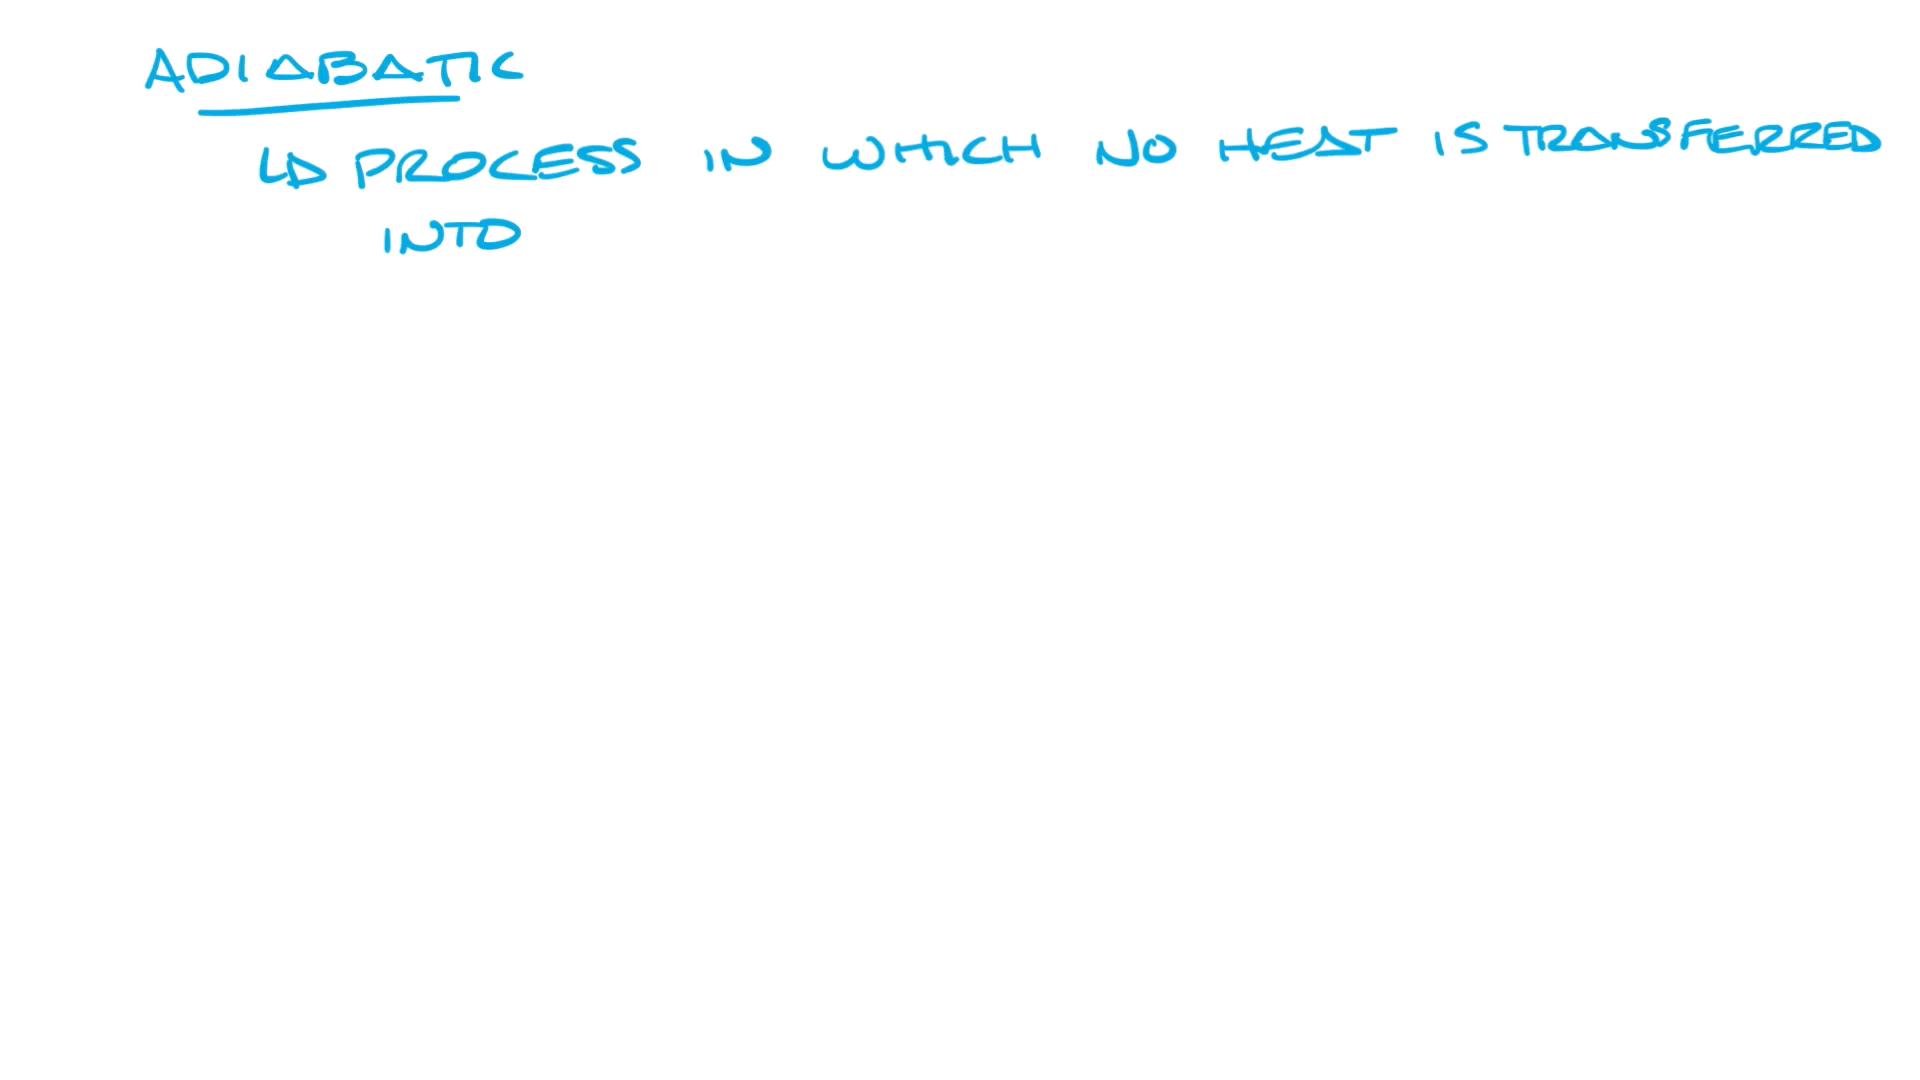 ADIABATIC
↳ PROCESS IN WHICH NO HEAT IS TRANSFERRED
INTO